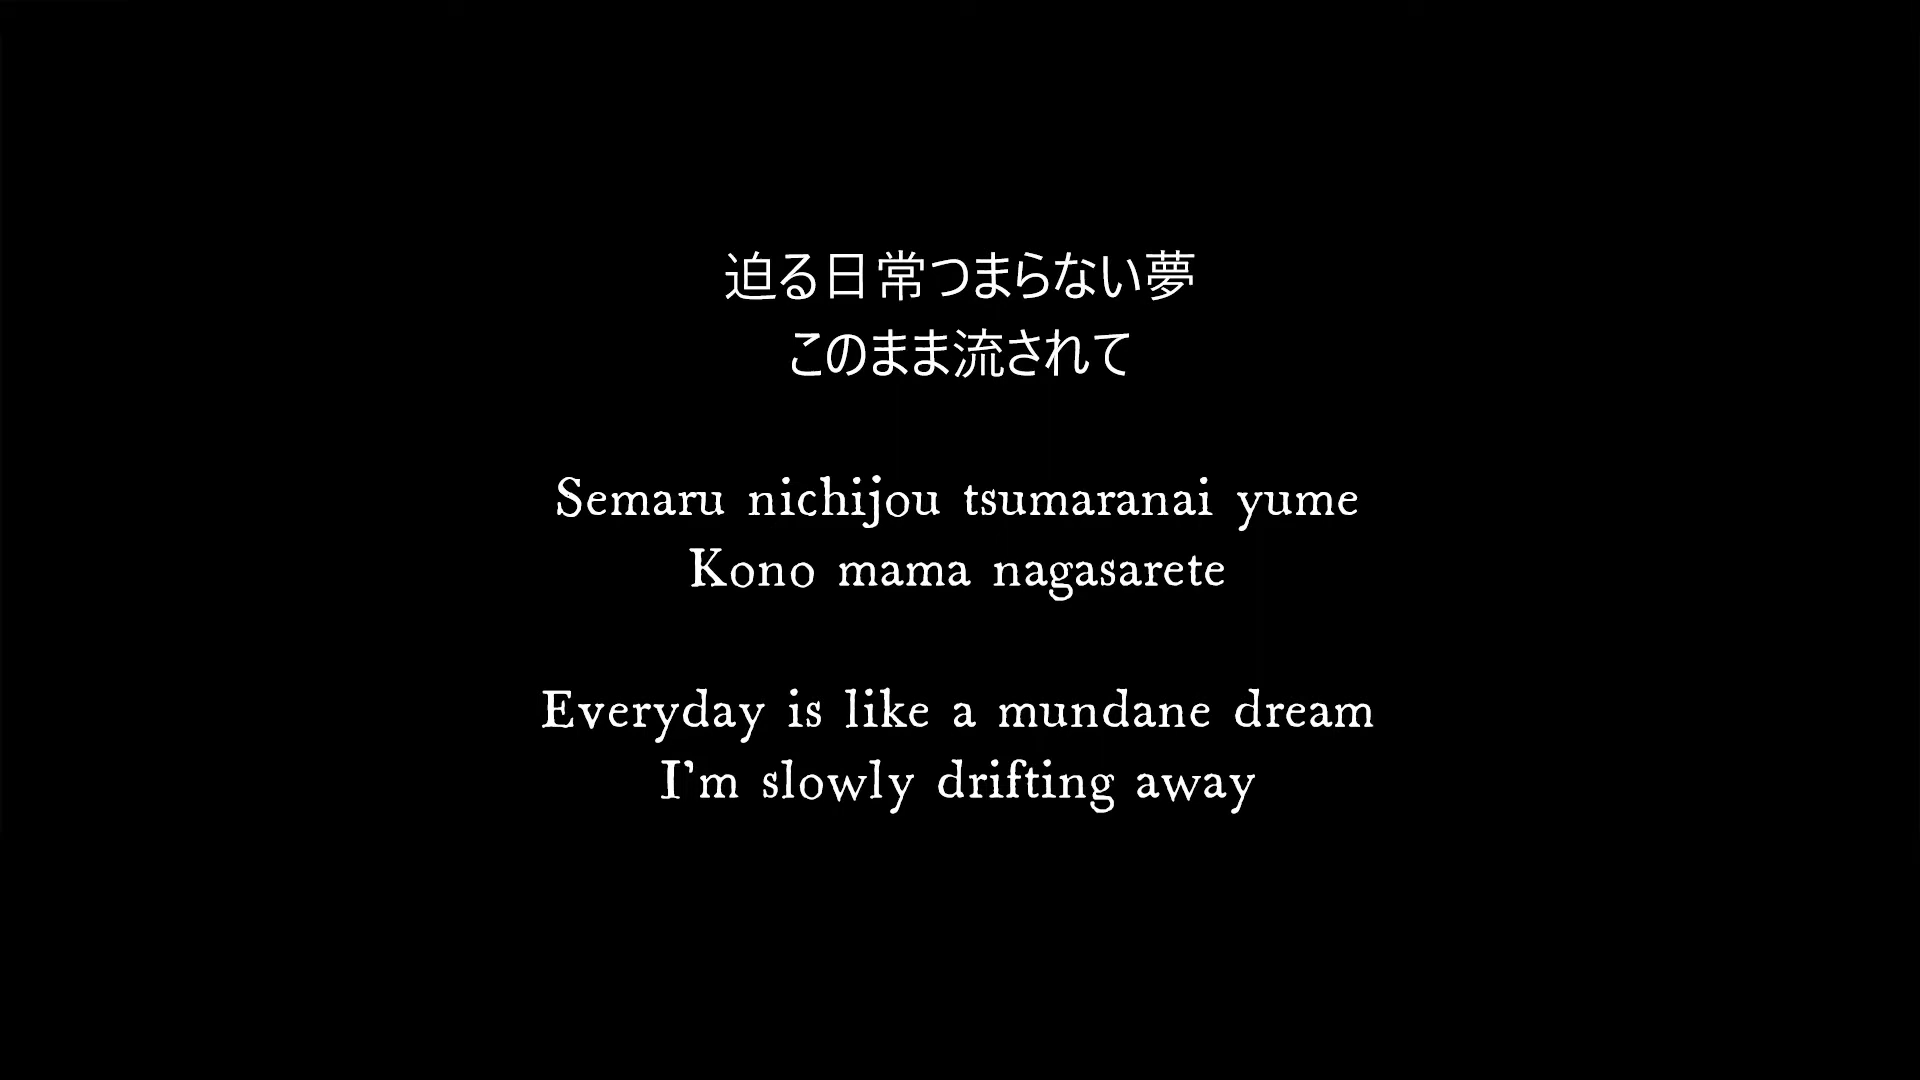 迫る日常つまらない夢
このまま流されて
Semaru nichijou tsumaranai yume
Kono mama nagasarete
Everyday is like a mundane dream
I'm slowly drifting away